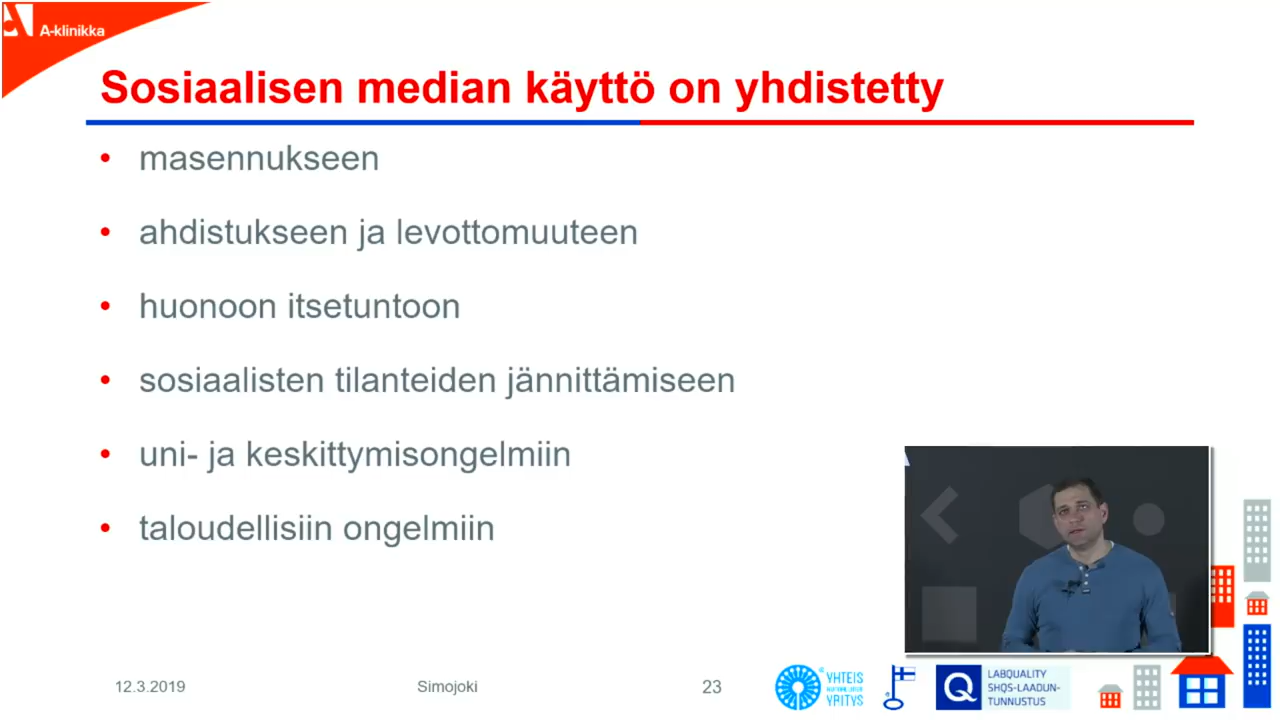 A-klinikka
Sosiaalisen median käyttö on yhdistetty
• masennukseen
• ahdistukseen ja levottomuuteen
• huonoon itsetuntoon
• sosiaalisten tilanteiden jännittämiseen
• uni- ja keskittymisongelmiin
• taloudellisiin ongelmiin
12.3.2019
Simojoki
23
YHTEIS
YRITYS
Q
LABQUALITY
SHQS-LAADUN-
TUNNUSTUS